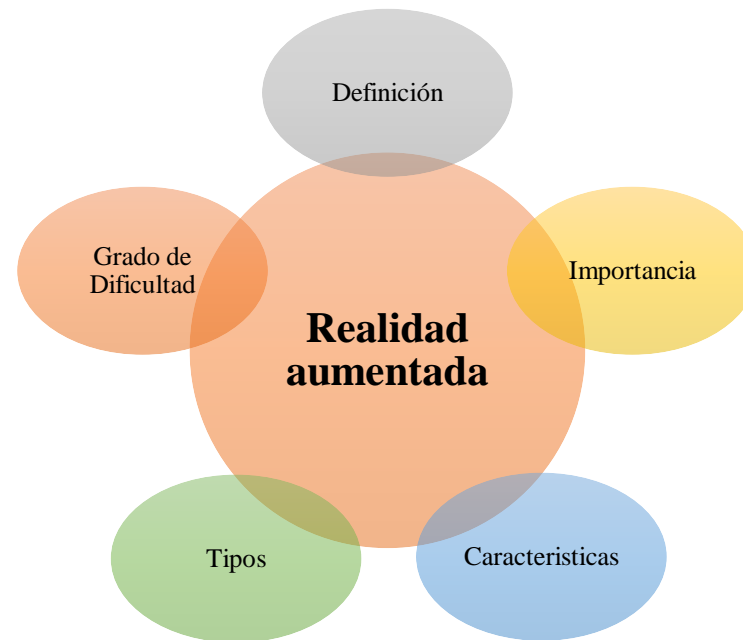 Definición
Grado de
Dificultad
Importancia
Realidad
aumentada
Tipos
Caracteristicas